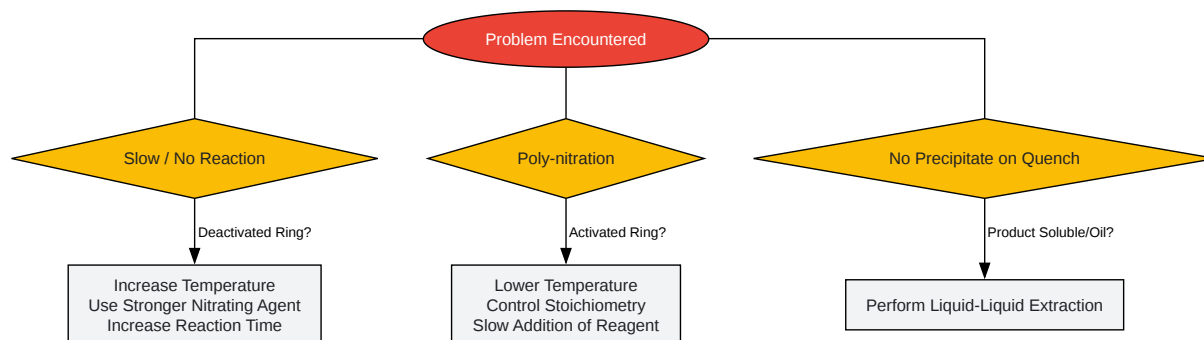 Problem Encountered
Slow / No Reaction
Poly-nitration
No Precipitate on Quench
Deactivated Ring?
Activated Ring?
Product Soluble/Oil?
Increase Temperature
Use Stronger Nitrating Agent
Increase Reaction Time
Lower Temperature
Control Stoichiometry
Slow Addition of Reagent
Perform Liquid-Liquid Extraction